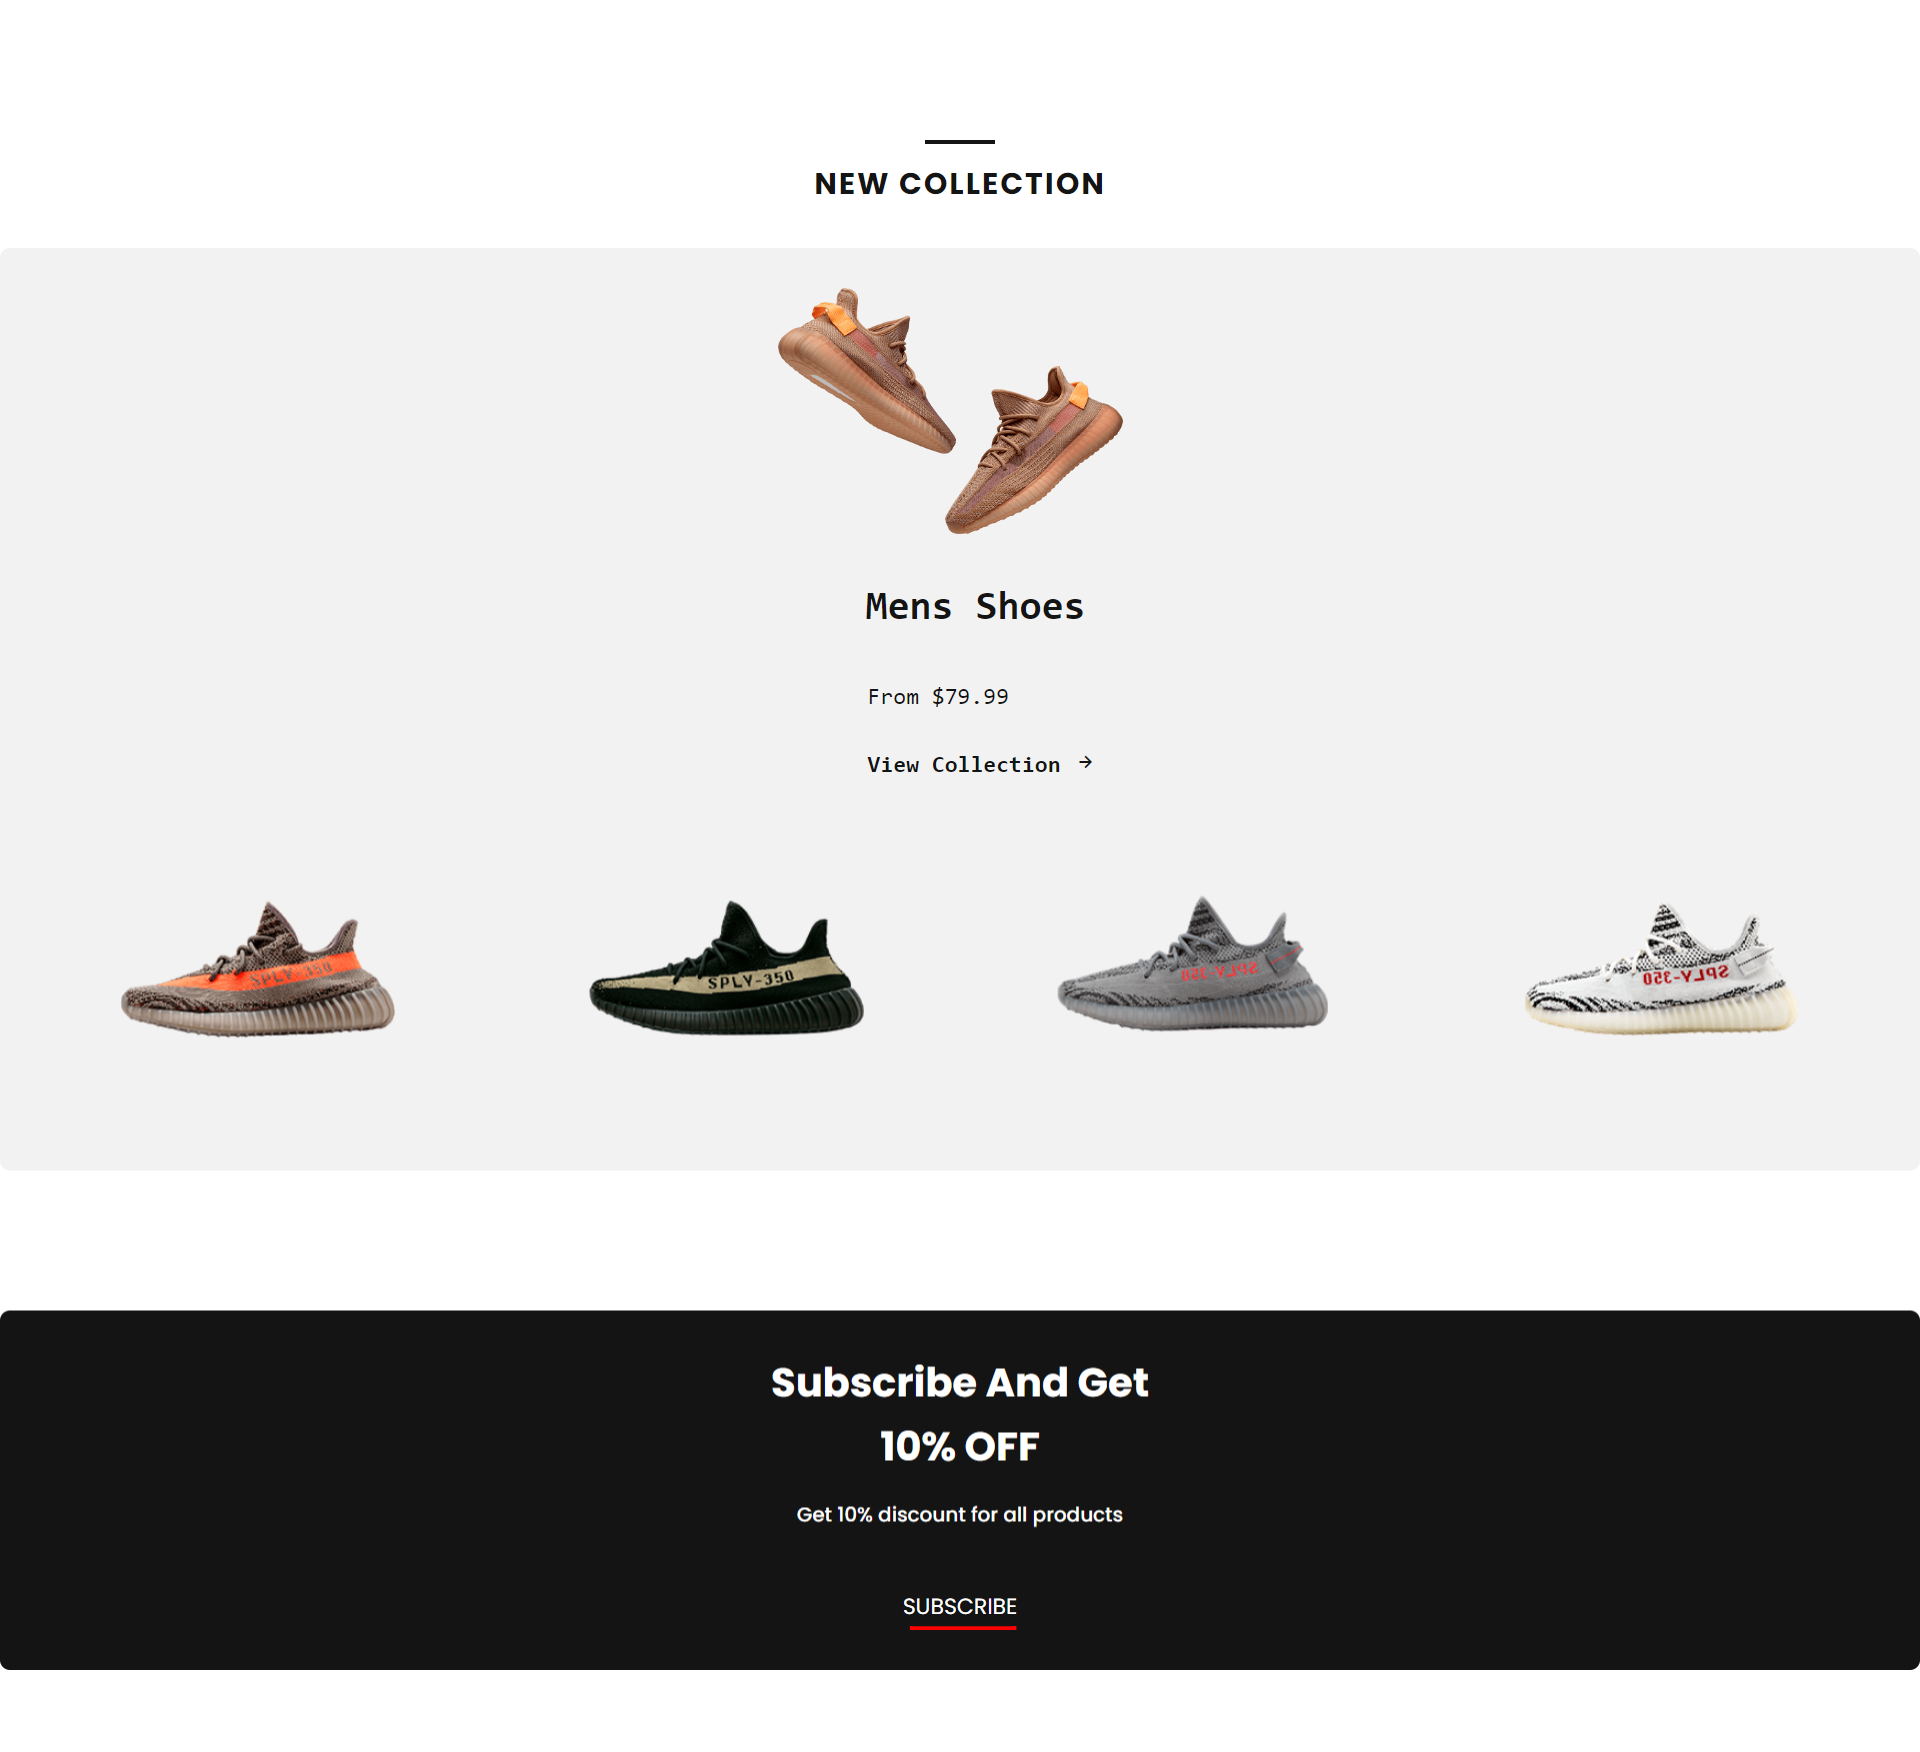 NEW COLLECTION
Mens Shoes
From $79.99
View Collection →
SPLY-350
SPLY-350
SPLY-350
SPLY-350
Subscribe And Get
10% OFF
Get 10% discount for all products
SUBSCRIBE